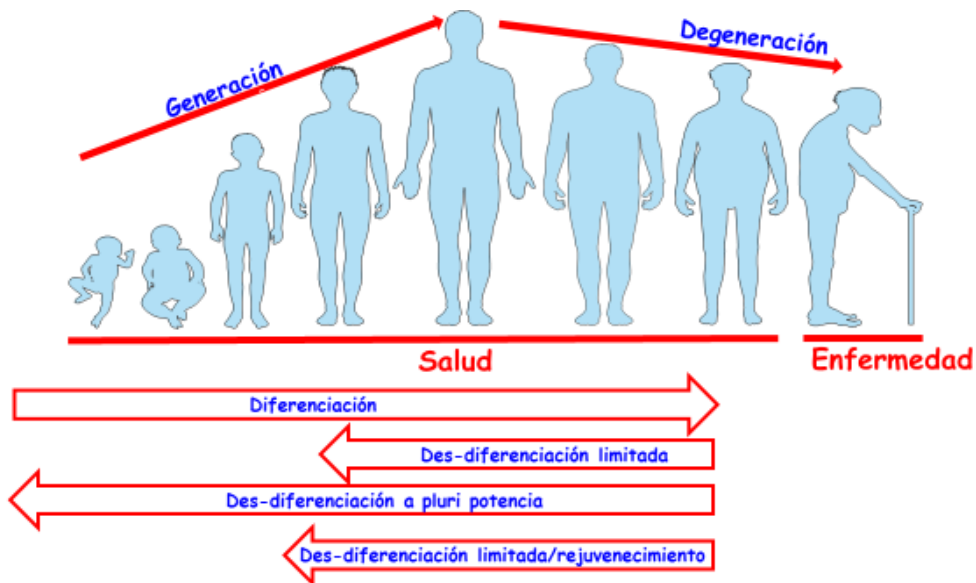 Generación
Degeneración
Salud
Enfermedad
Diferenciación
Des-diferenciación limitada
Des-diferenciación a pluri potencia
Des-diferenciación limitada/rejuvenecimiento